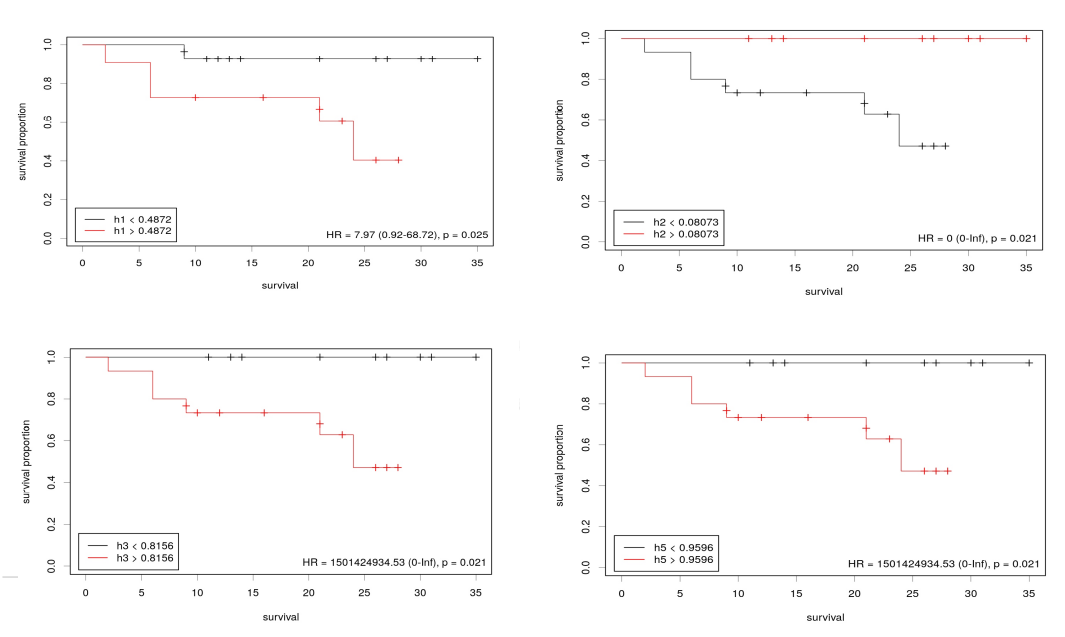 survival proportion
1.0
0.8
0.6
0.4
0.2
0.0
h1 < 0.4872
h1 > 0.4872
HR = 7.97 (0.92-68.72), p = 0.025
0 5 10 15 20 25 30 35
survival
survival proportion
1.0
0.8
0.6
0.4
0.2
0.0
h2 < 0.08073
h2 > 0.08073
HR = 0 (0-Inf), p = 0.021
0 5 10 15 20 25 30 35
survival
survival proportion
1.0
0.8
0.6
0.4
0.2
0.0
h3 < 0.8156
h3 > 0.8156
HR = 1501424934.53 (0-Inf), p = 0.021
0 5 10 15 20 25 30 35
survival
survival proportion
1.0
0.8
0.6
0.4
0.2
0.0
h5 < 0.9596
h5 > 0.9596
HR = 1501424934.53 (0-Inf), p = 0.021
0 5 10 15 20 25 30 35
survival